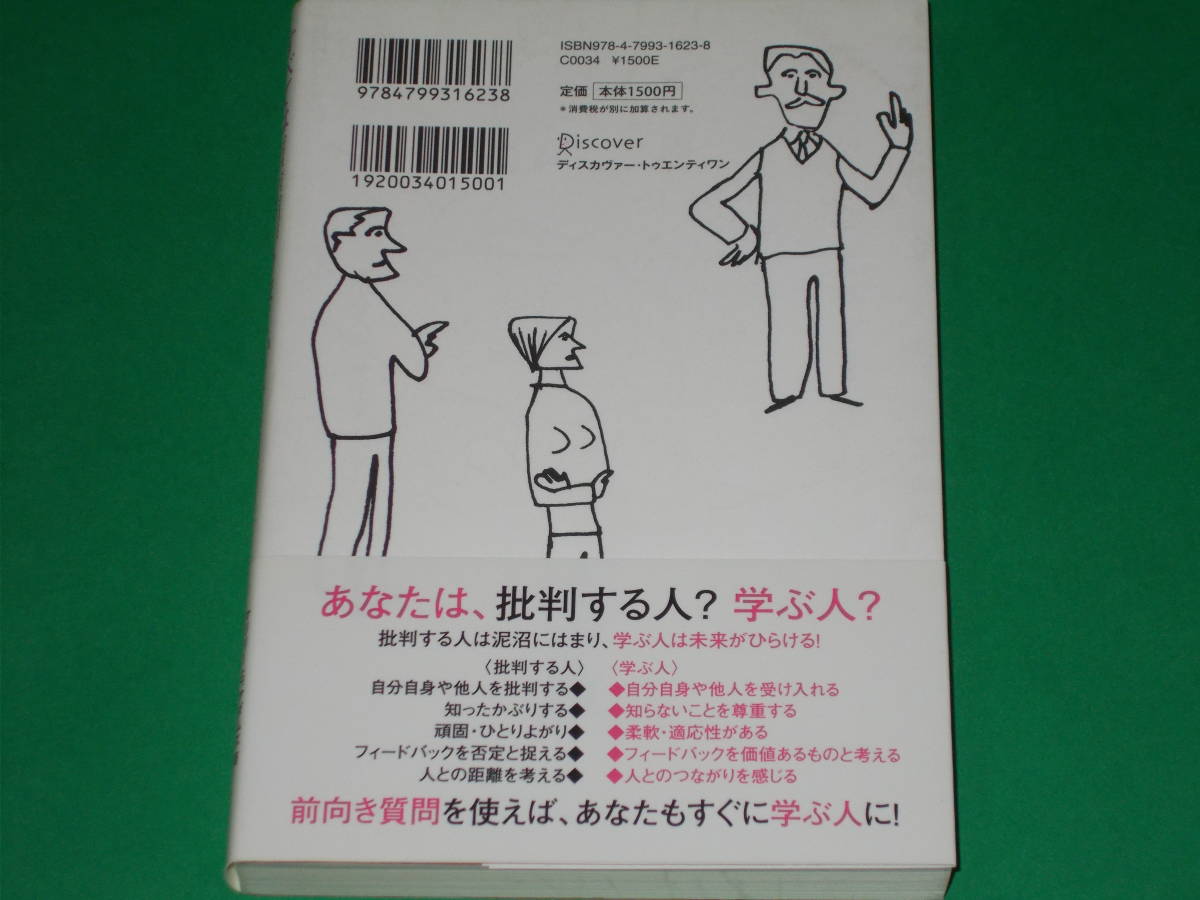 ISBN978-4-7993-1623-8
C0034 ¥1500E
9784799316238
定価 本体1500円
*消費税が別に加算されます。
Discover
ディスカヴァー・トゥエンティワン
1920034015001
あなたは、批判する人? 学ぶ人?
批判する人は泥沼にはまり、学ぶ人は未来がひらける!
〈批判する人〉 〈学ぶ人〉
自分自身や他人を批判する◆ ◆自分自身や他人を受け入れる
知ったかぶりする◆ ◆知らないことを尊重する
頑固・ひとりよがり◆ ◆柔軟・適応性がある
フィードバックを否定と捉える◆ ◆フィードバックを価値あるものと考える
人との距離を考える◆ ◆人とのつながりを感じる
前向き質問を使えば、あなたもすぐに学ぶ人に!